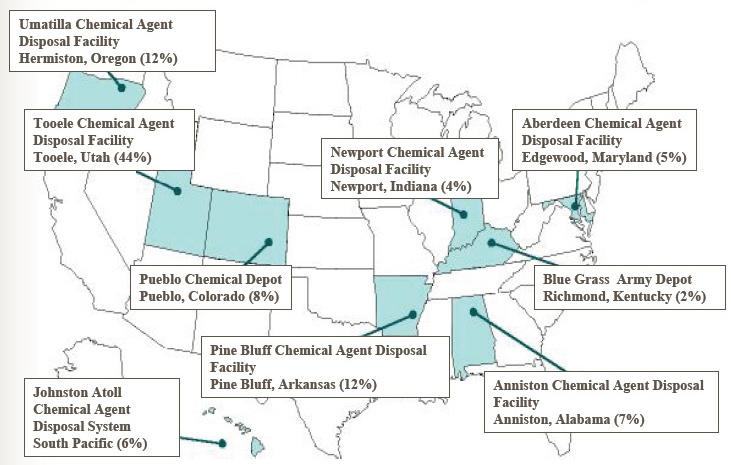 Umatilla Chemical Agent
Disposal Facility
Hermiston, Oregon (12%)
Tooele Chemical Agent
Disposal Facility
Tooele, Utah (44%)
Aberdeen Chemical Agent
Disposal Facility
Edgewood, Maryland (5%)
Newport Chemical Agent
Disposal Facility
Newport, Indiana (4%)
Pueblo Chemical Depot
Pueblo, Colorado (8%)
Blue Grass Army Depot
Richmond, Kentucky (2%)
Pine Bluff Chemical Agent Disposal
Facility
Pine Bluff, Arkansas (12%)
Johnston Atoll
Chemical Agent
Disposal System
South Pacific (6%)
Anniston Chemical Agent Disposal
Facility
Anniston, Alabama (7%)